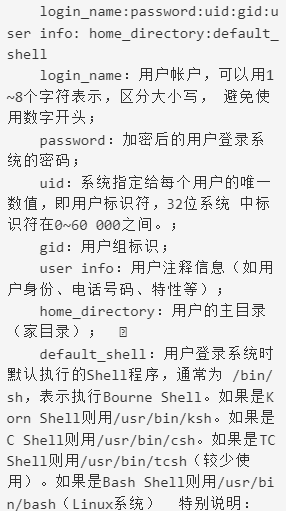 login_name:password:uid:gid:u
ser info: home_directory:default_
shell
login_name：用户帐户，可以用1
~8个字符表示，区分大小写， 避免使
用数字开头；
password：加密后的用户登录系
统的密码；
uid：系统指定给每个用户的唯一
数值，即用户标识符，32位系统 中标
识符在0~60 000之间。；
gid：用户组标识；
user info：用户注释信息（如用
户身份、电话号码、特性等）；
home_directory：用户的主目录
（家目录）；
default_shell：用户登录系统时
默认执行的Shell程序，通常为 /bin/
sh，表示执行Bourne Shell。如果是K
orn Shell则用/usr/bin/ksh。如果是
C Shell则用/usr/bin/csh。如果是TC
Shell则用/usr/bin/tcsh（较少使
用）。如果是Bash Shell则用/usr/bi
n/bash（Linux系统） 特别说明：